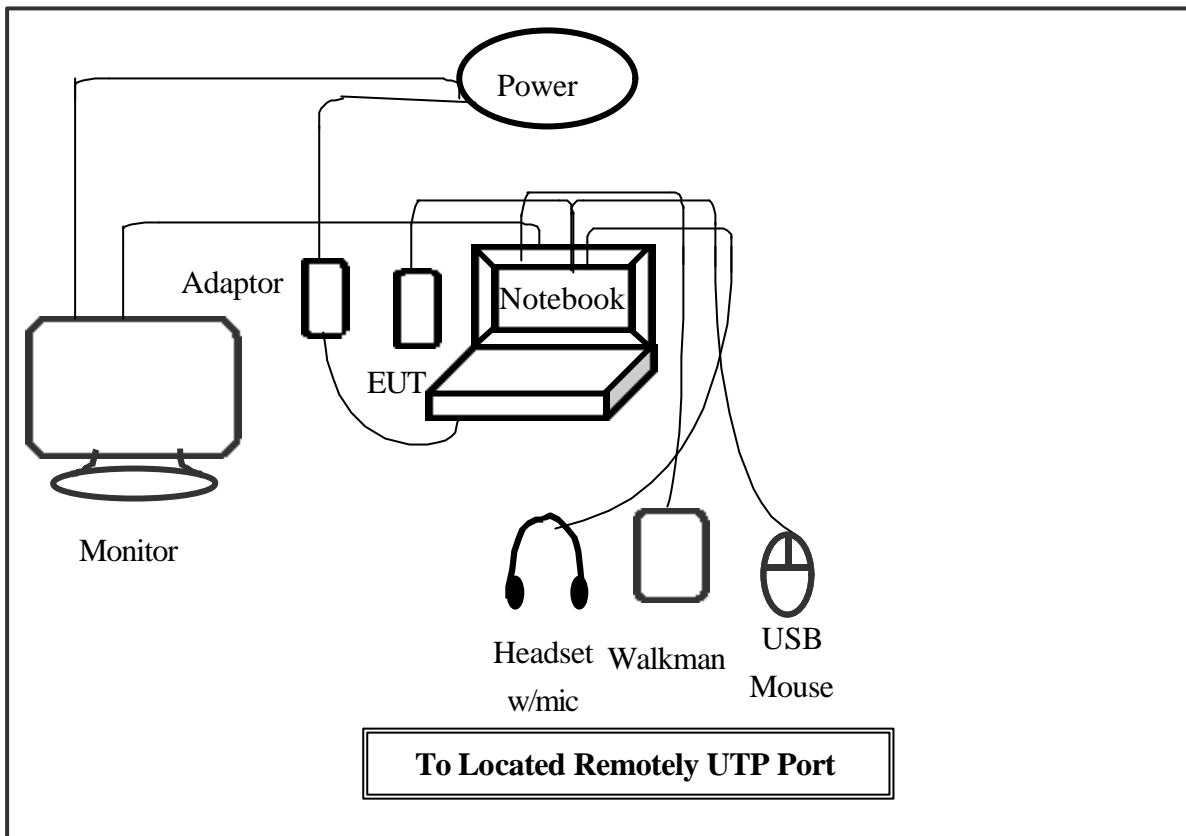 Power
Adaptor
Notebook
EUT
Monitor
Headset
w/mic
Walkman
USB
Mouse
To Located Remotely UTP Port